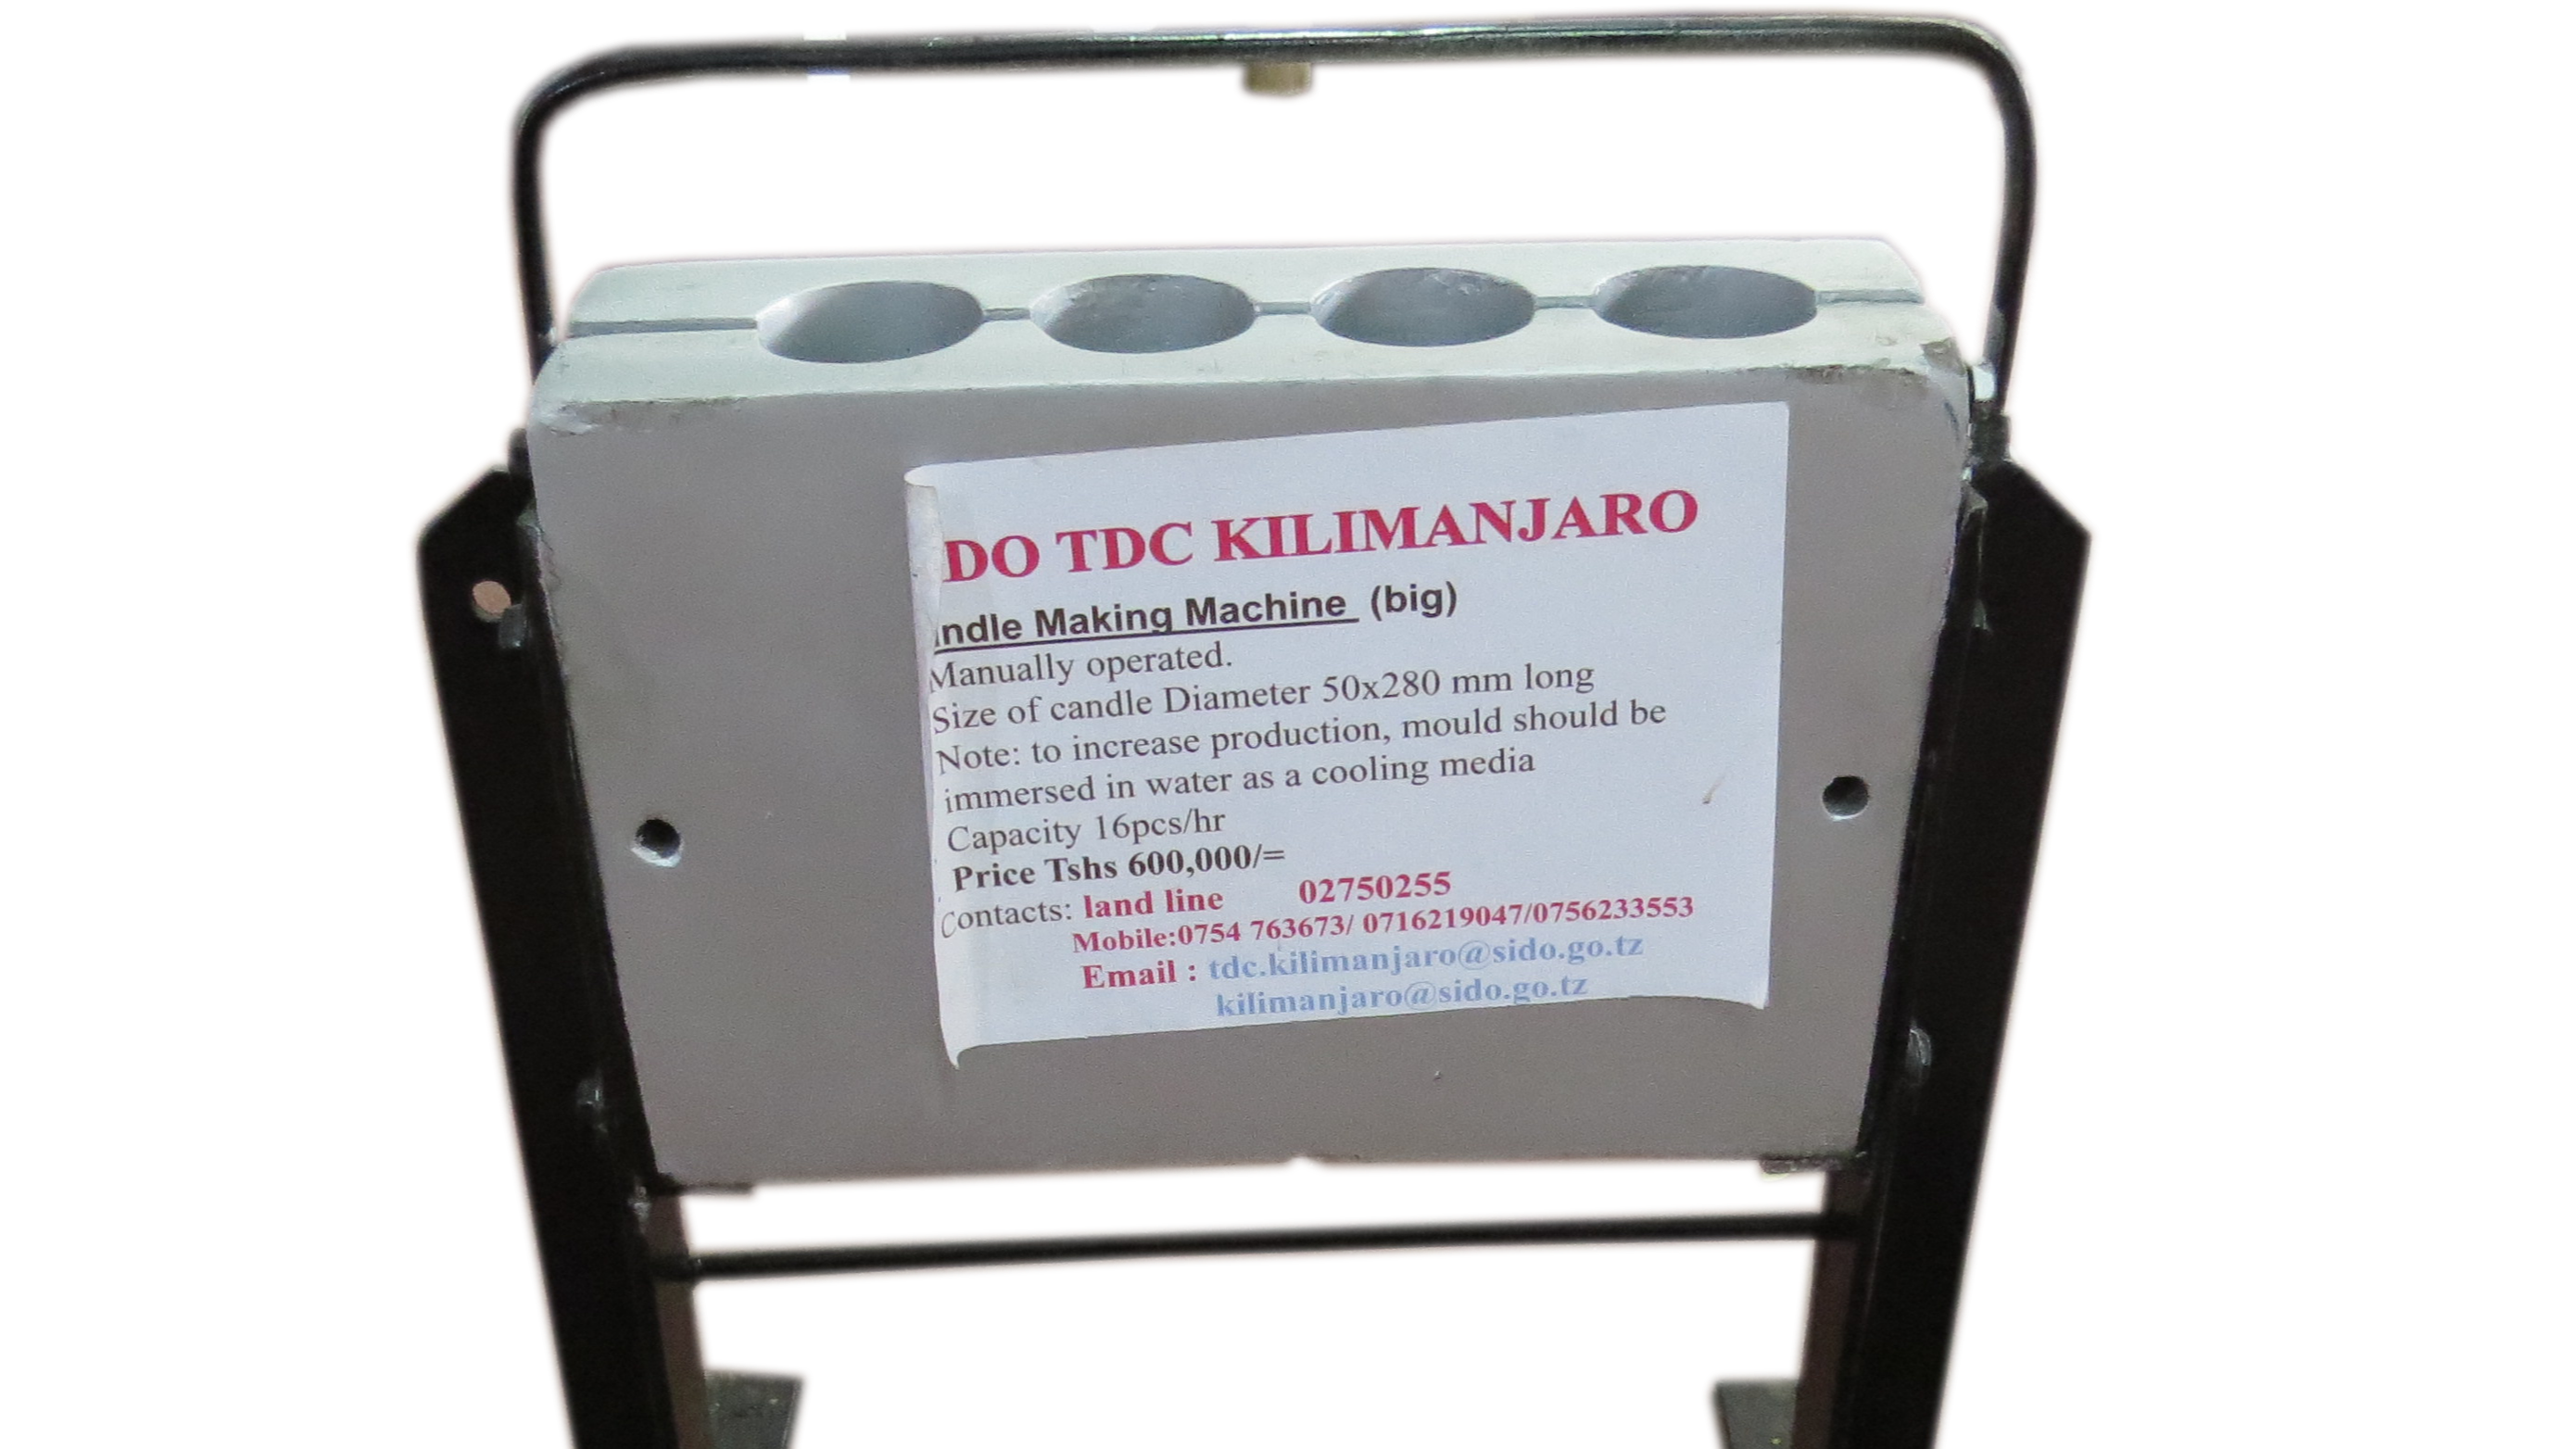 DO TDC KILIMANJARO
ndle Making Machine (big)
Manually operated.
Size of candle Diameter 50x280 mm long
Note: to increase production, mould should be
immersed in water as a cooling media
Capacity 16pcs/hr
Price Tshs 600,000/=
Contacts: land line 02750255
Mobile:0754 763673/ 0716219047/0756233553
Email : tdc.kilimanjaro@sido.go.tz
kilimanjaro@sido.go.tz